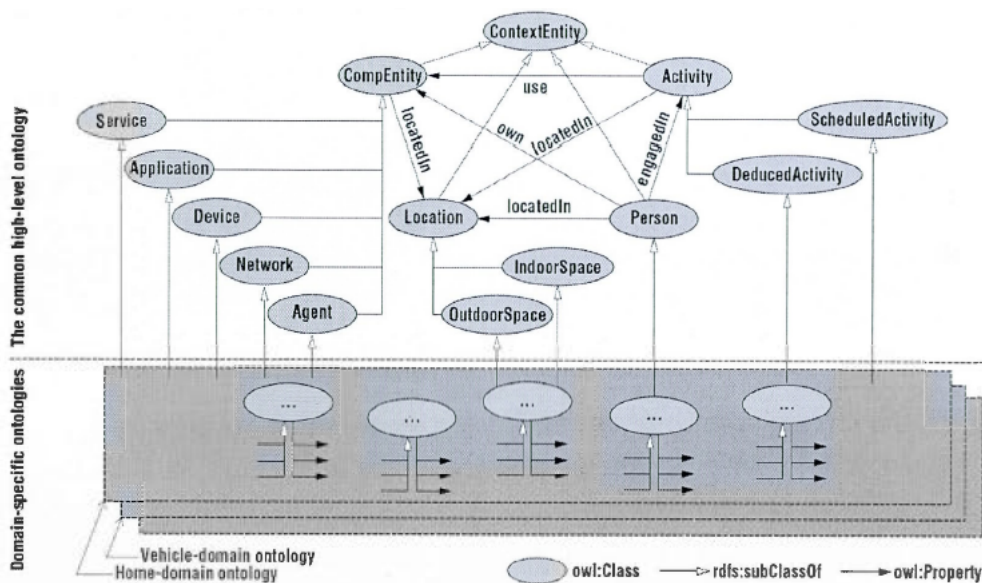 ContextEntity
CompEntity
Activity
use
Service
ScheduledActivity
locatedIn
own
locatedIn
engagedIn
Application
DeducedActivity
Device
Location
locatedIn
Person
Network
IndoorSpace
Agent
OutdoorSpace
The common high-level ontology
...
...
...
...
...
Domain-specific ontologies
Vehicle-domain ontology
Home-domain ontology
owl:Class
rdfs:subClassOf
owl:Property